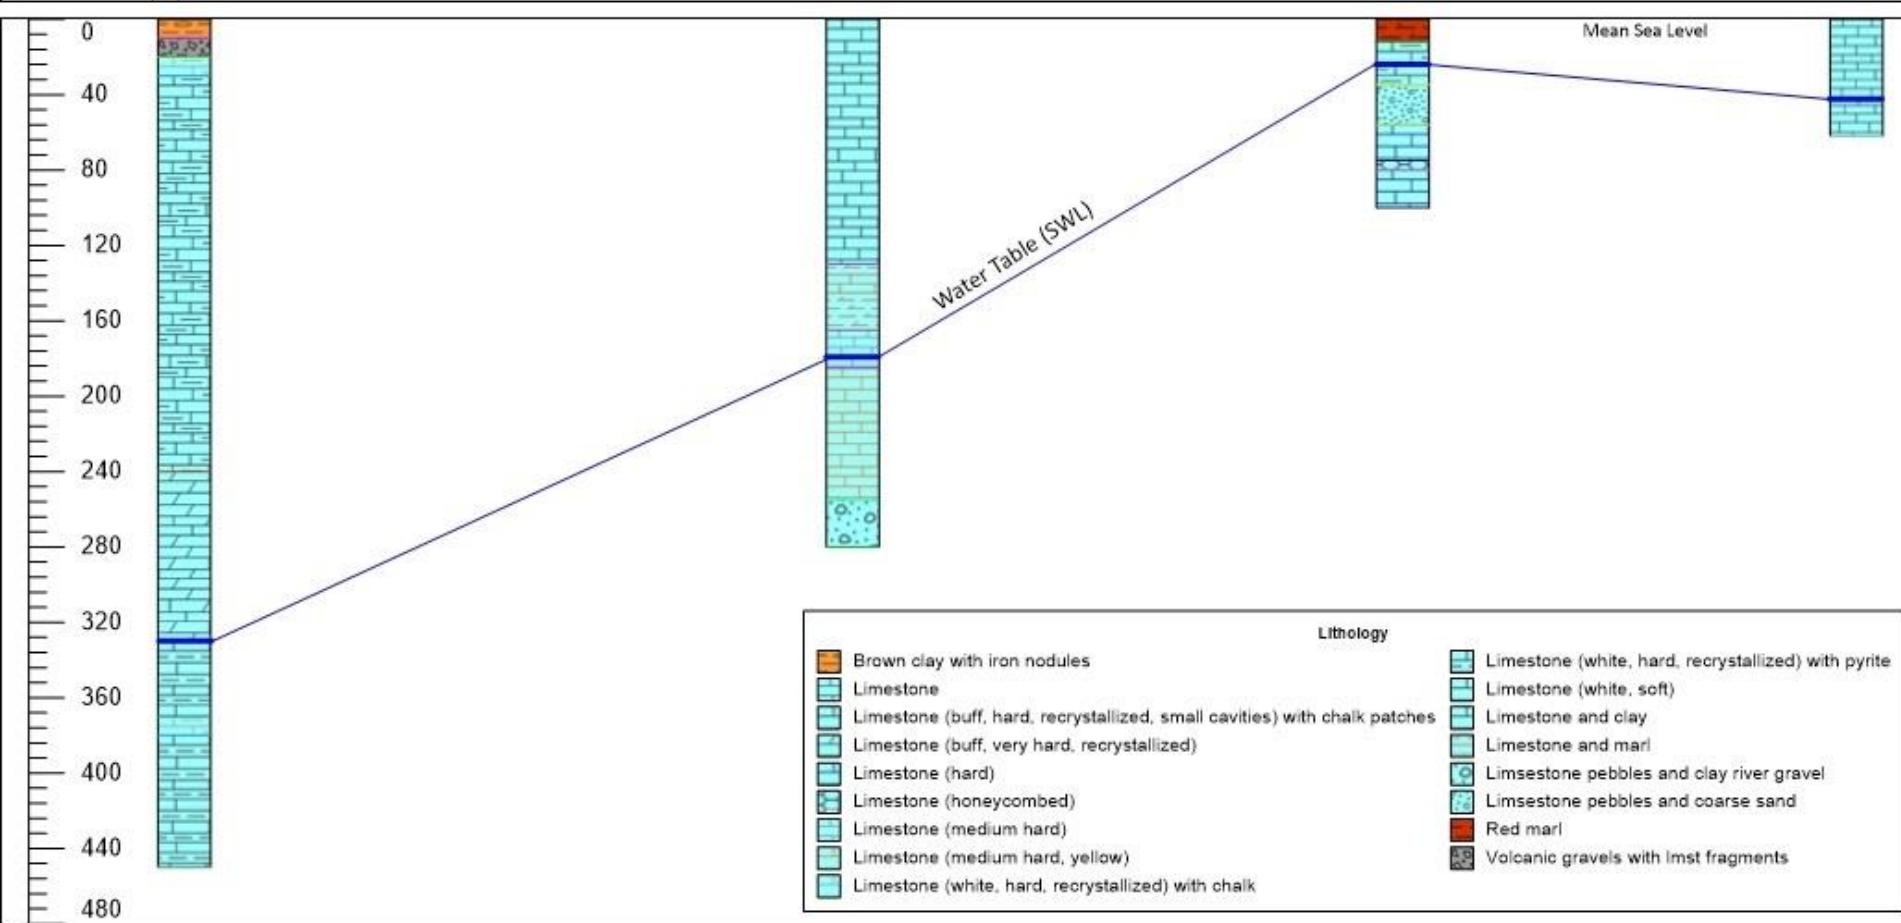 0
Mean Sea Level
40
80
120
Water Table (SWL)
160
200
240
280
320
360
400
440
480
Lithology
Brown clay with iron nodules
Limestone
Limestone (buff, hard, recrystallized, small cavities) with chalk patches
Limestone (buff, very hard, recrystallized)
Limestone (hard)
Limestone (honeycombed)
Limestone (medium hard)
Limestone (medium hard, yellow)
Limestone (white, hard, recrystallized) with chalk
Limestone (white, hard, recrystallized) with pyrite
Limestone (white, soft)
Limestone and clay
Limestone and marl
Limsestone pebbles and clay river gravel
Limsestone pebbles and coarse sand
Red marl
Volcanic gravels with lmst fragments